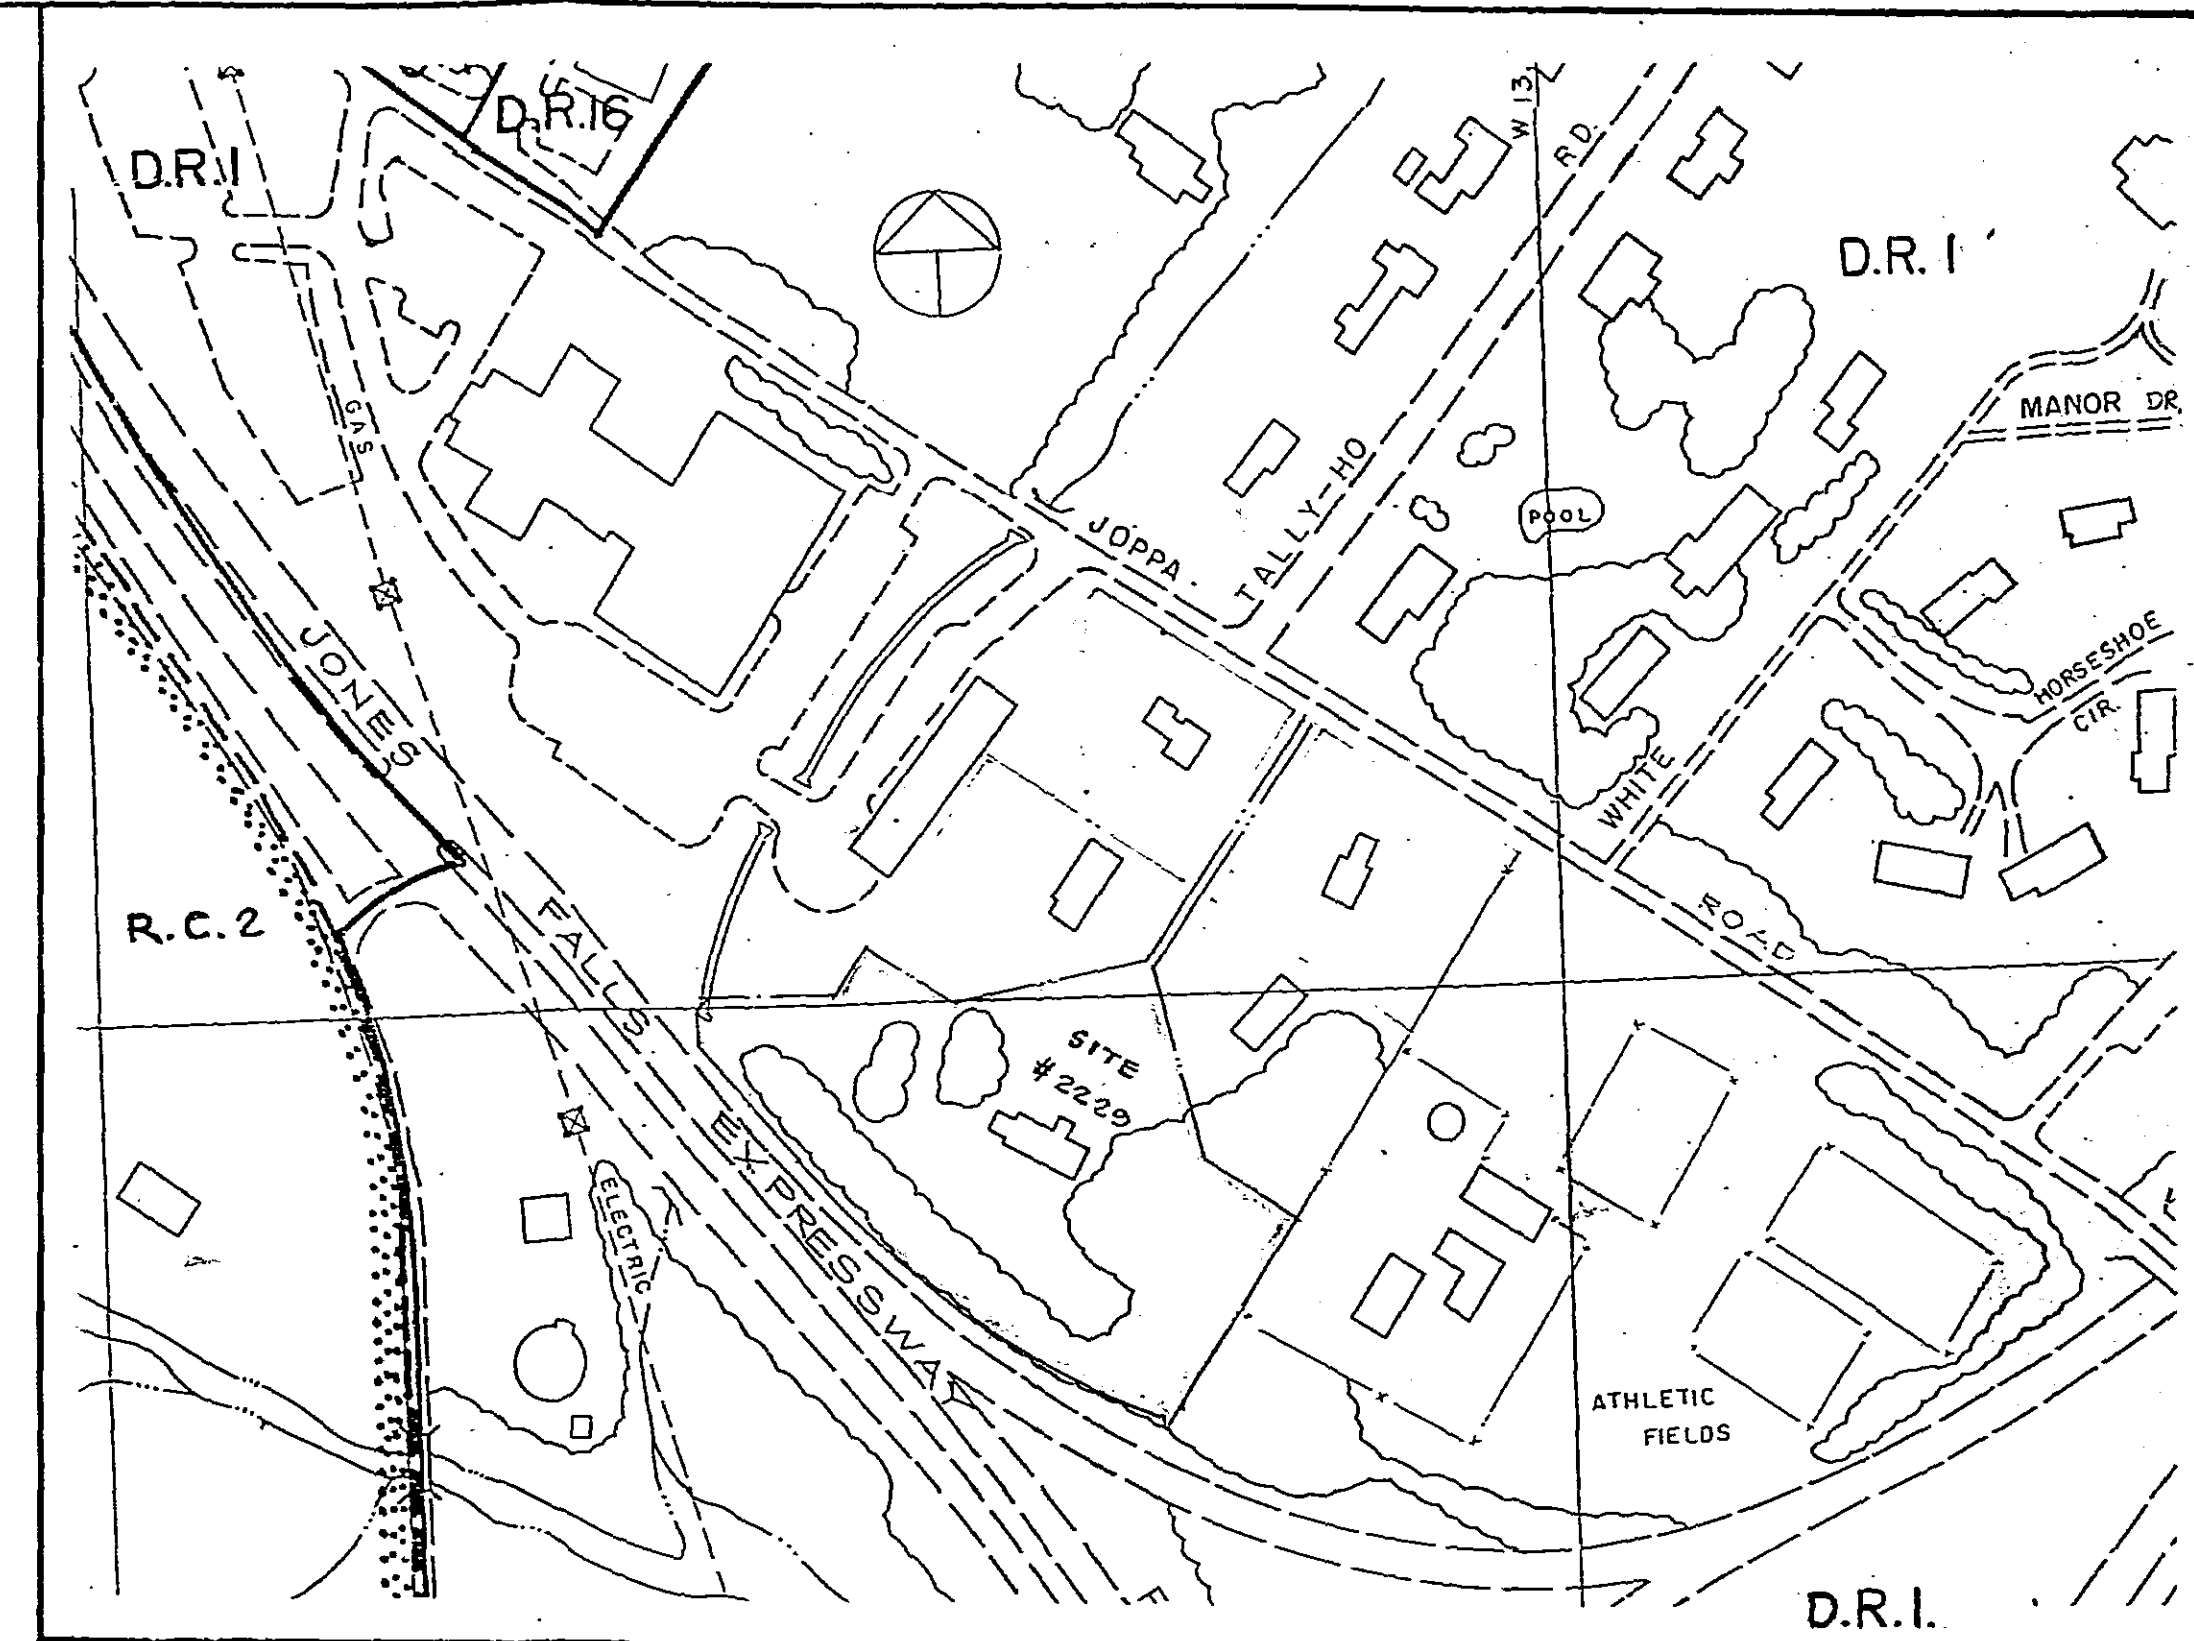 D.R.16
W 13
D.R.1
RD.
D.R. 1
MANOR DR.
GAS
TALLY-HO
POOL
JOPPA
HORSESHOE
CIR.
JONES
WHITE
R.C.2
FALLS
ROAD
SITE
#2229
EXPRESSWAY
ELECTRIC
ATHLETIC
FIELDS
D.R.1.